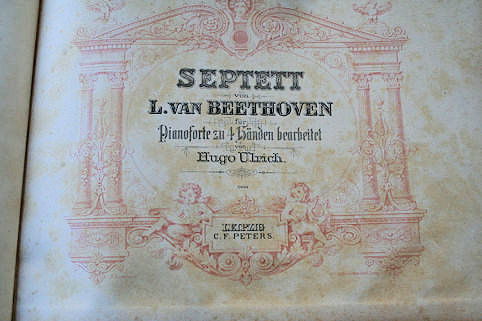 SEPTETT
von
L. VAN BEETHOVEN
für
Pianoforte zu 4 Händen bearbeitet
von
Hugo Ulrich.
LEIPZIG
C. F. PETERS.